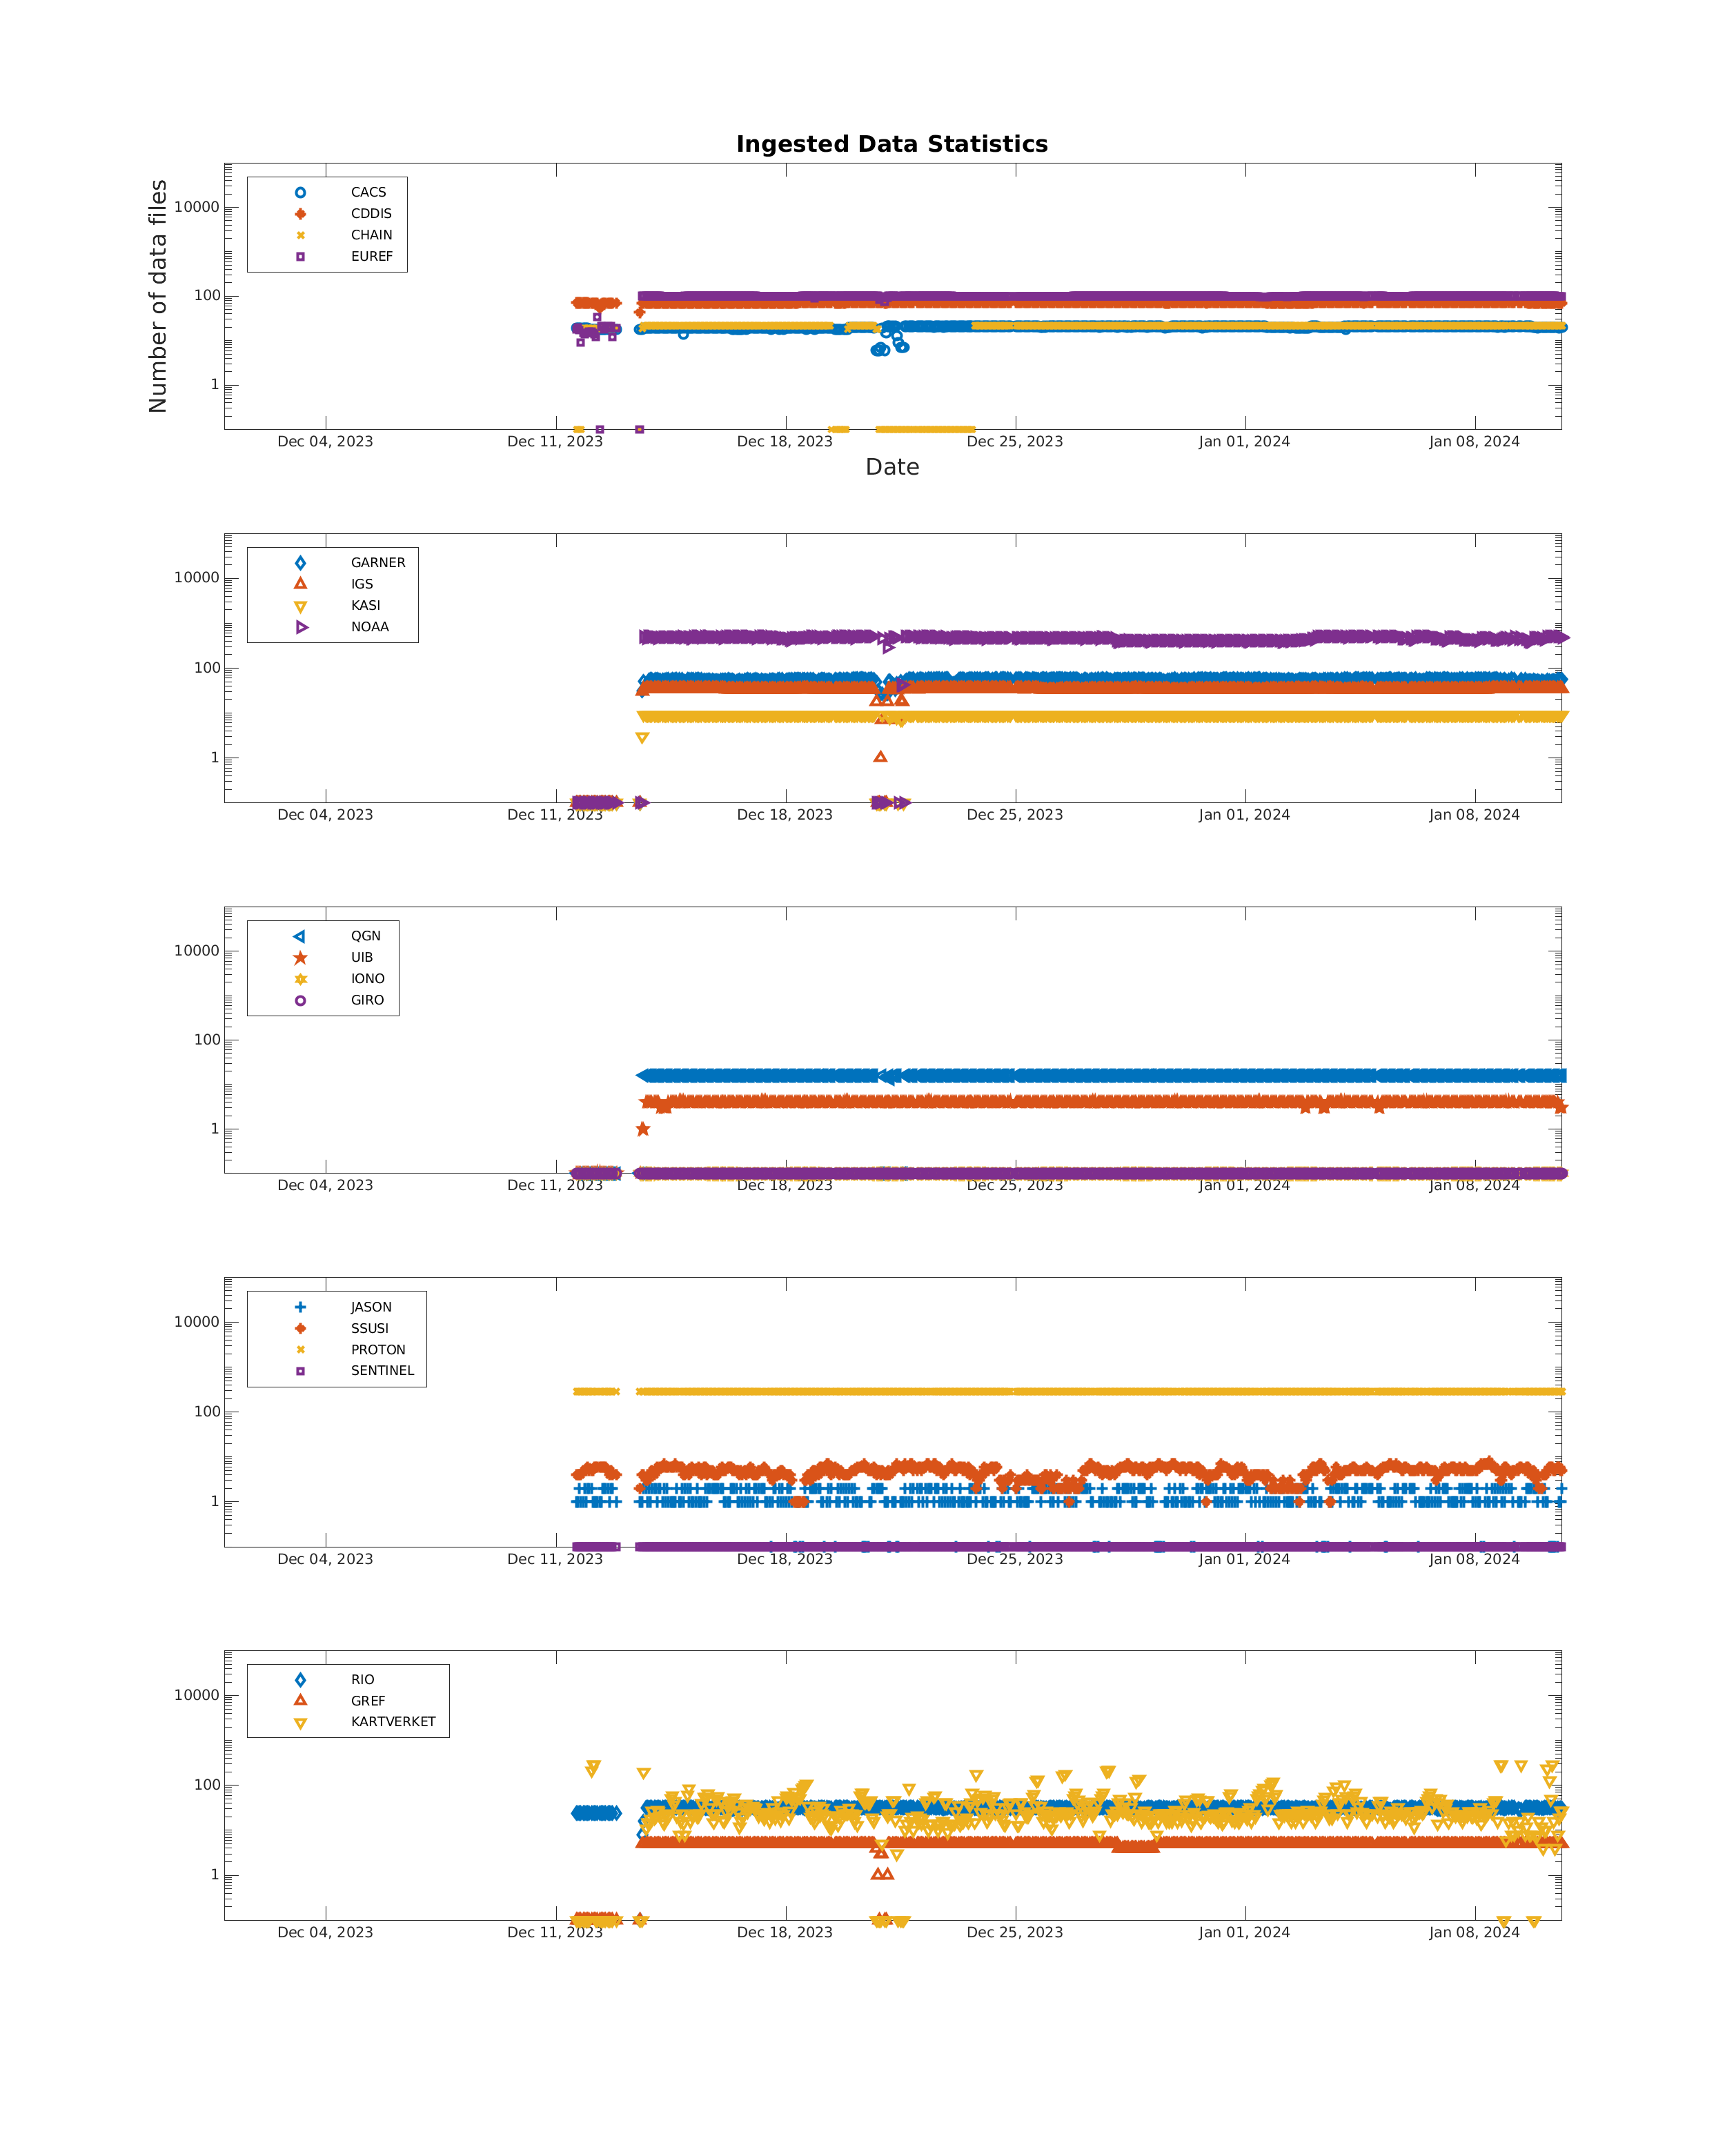 Ingested Data Statistics
Number of data files
10000
100
1
CACS
CDDIS
CHAIN
EUREF
Dec 04, 2023 Dec 11, 2023 Dec 18, 2023 Dec 25, 2023 Jan 01, 2024 Jan 08, 2024
Date
10000
100
1
GARNER
IGS
KASI
NOAA
Dec 04, 2023 Dec 11, 2023 Dec 18, 2023 Dec 25, 2023 Jan 01, 2024 Jan 08, 2024
10000
100
1
QGN
UIB
IONO
GIRO
Dec 04, 2023 Dec 11, 2023 Dec 18, 2023 Dec 25, 2023 Jan 01, 2024 Jan 08, 2024
10000
100
1
JASON
SSUSI
PROTON
SENTINEL
Dec 04, 2023 Dec 11, 2023 Dec 18, 2023 Dec 25, 2023 Jan 01, 2024 Jan 08, 2024
10000
100
1
RIO
GREF
KARTVERKET
Dec 04, 2023 Dec 11, 2023 Dec 18, 2023 Dec 25, 2023 Jan 01, 2024 Jan 08, 2024